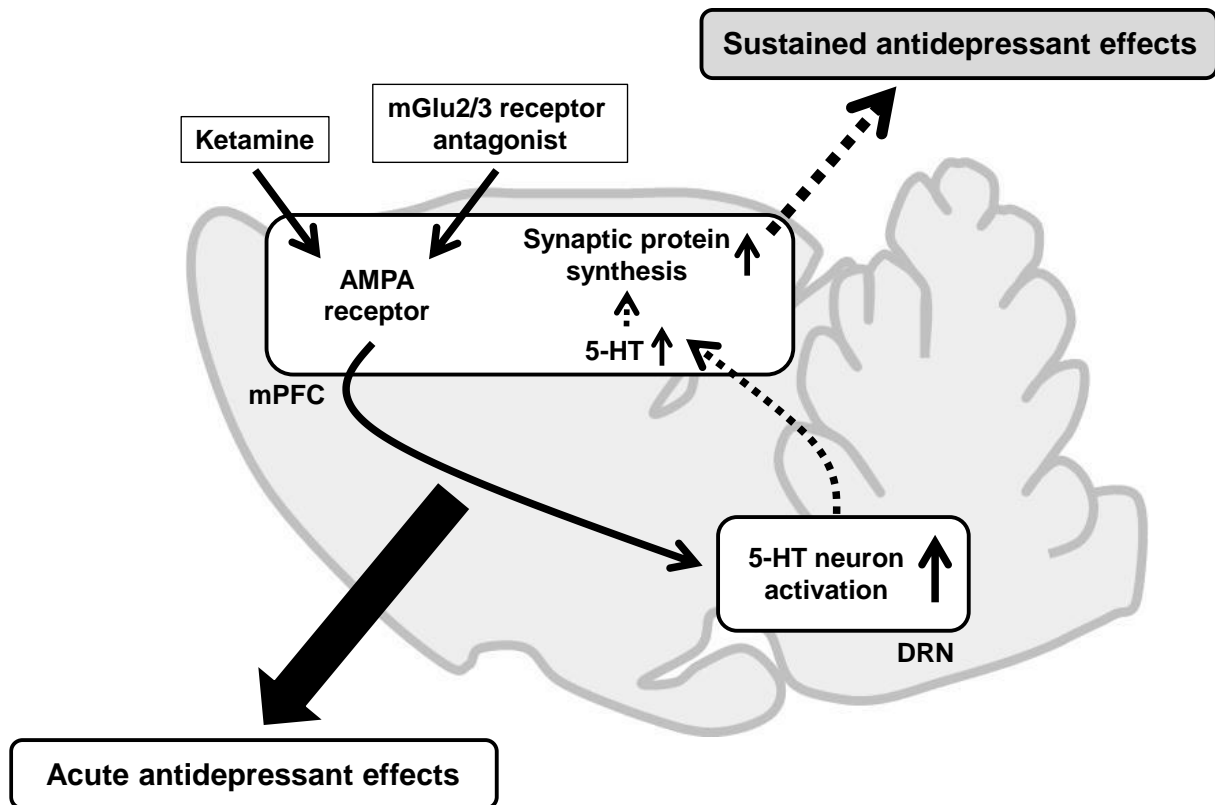 Sustained antidepressant effects
mGlu2/3 receptor
antagonist
Ketamine
Synaptic protein
synthesis
AMPA
receptor
5-HT
mPFC
5-HT neuron
activation
DRN
Acute antidepressant effects